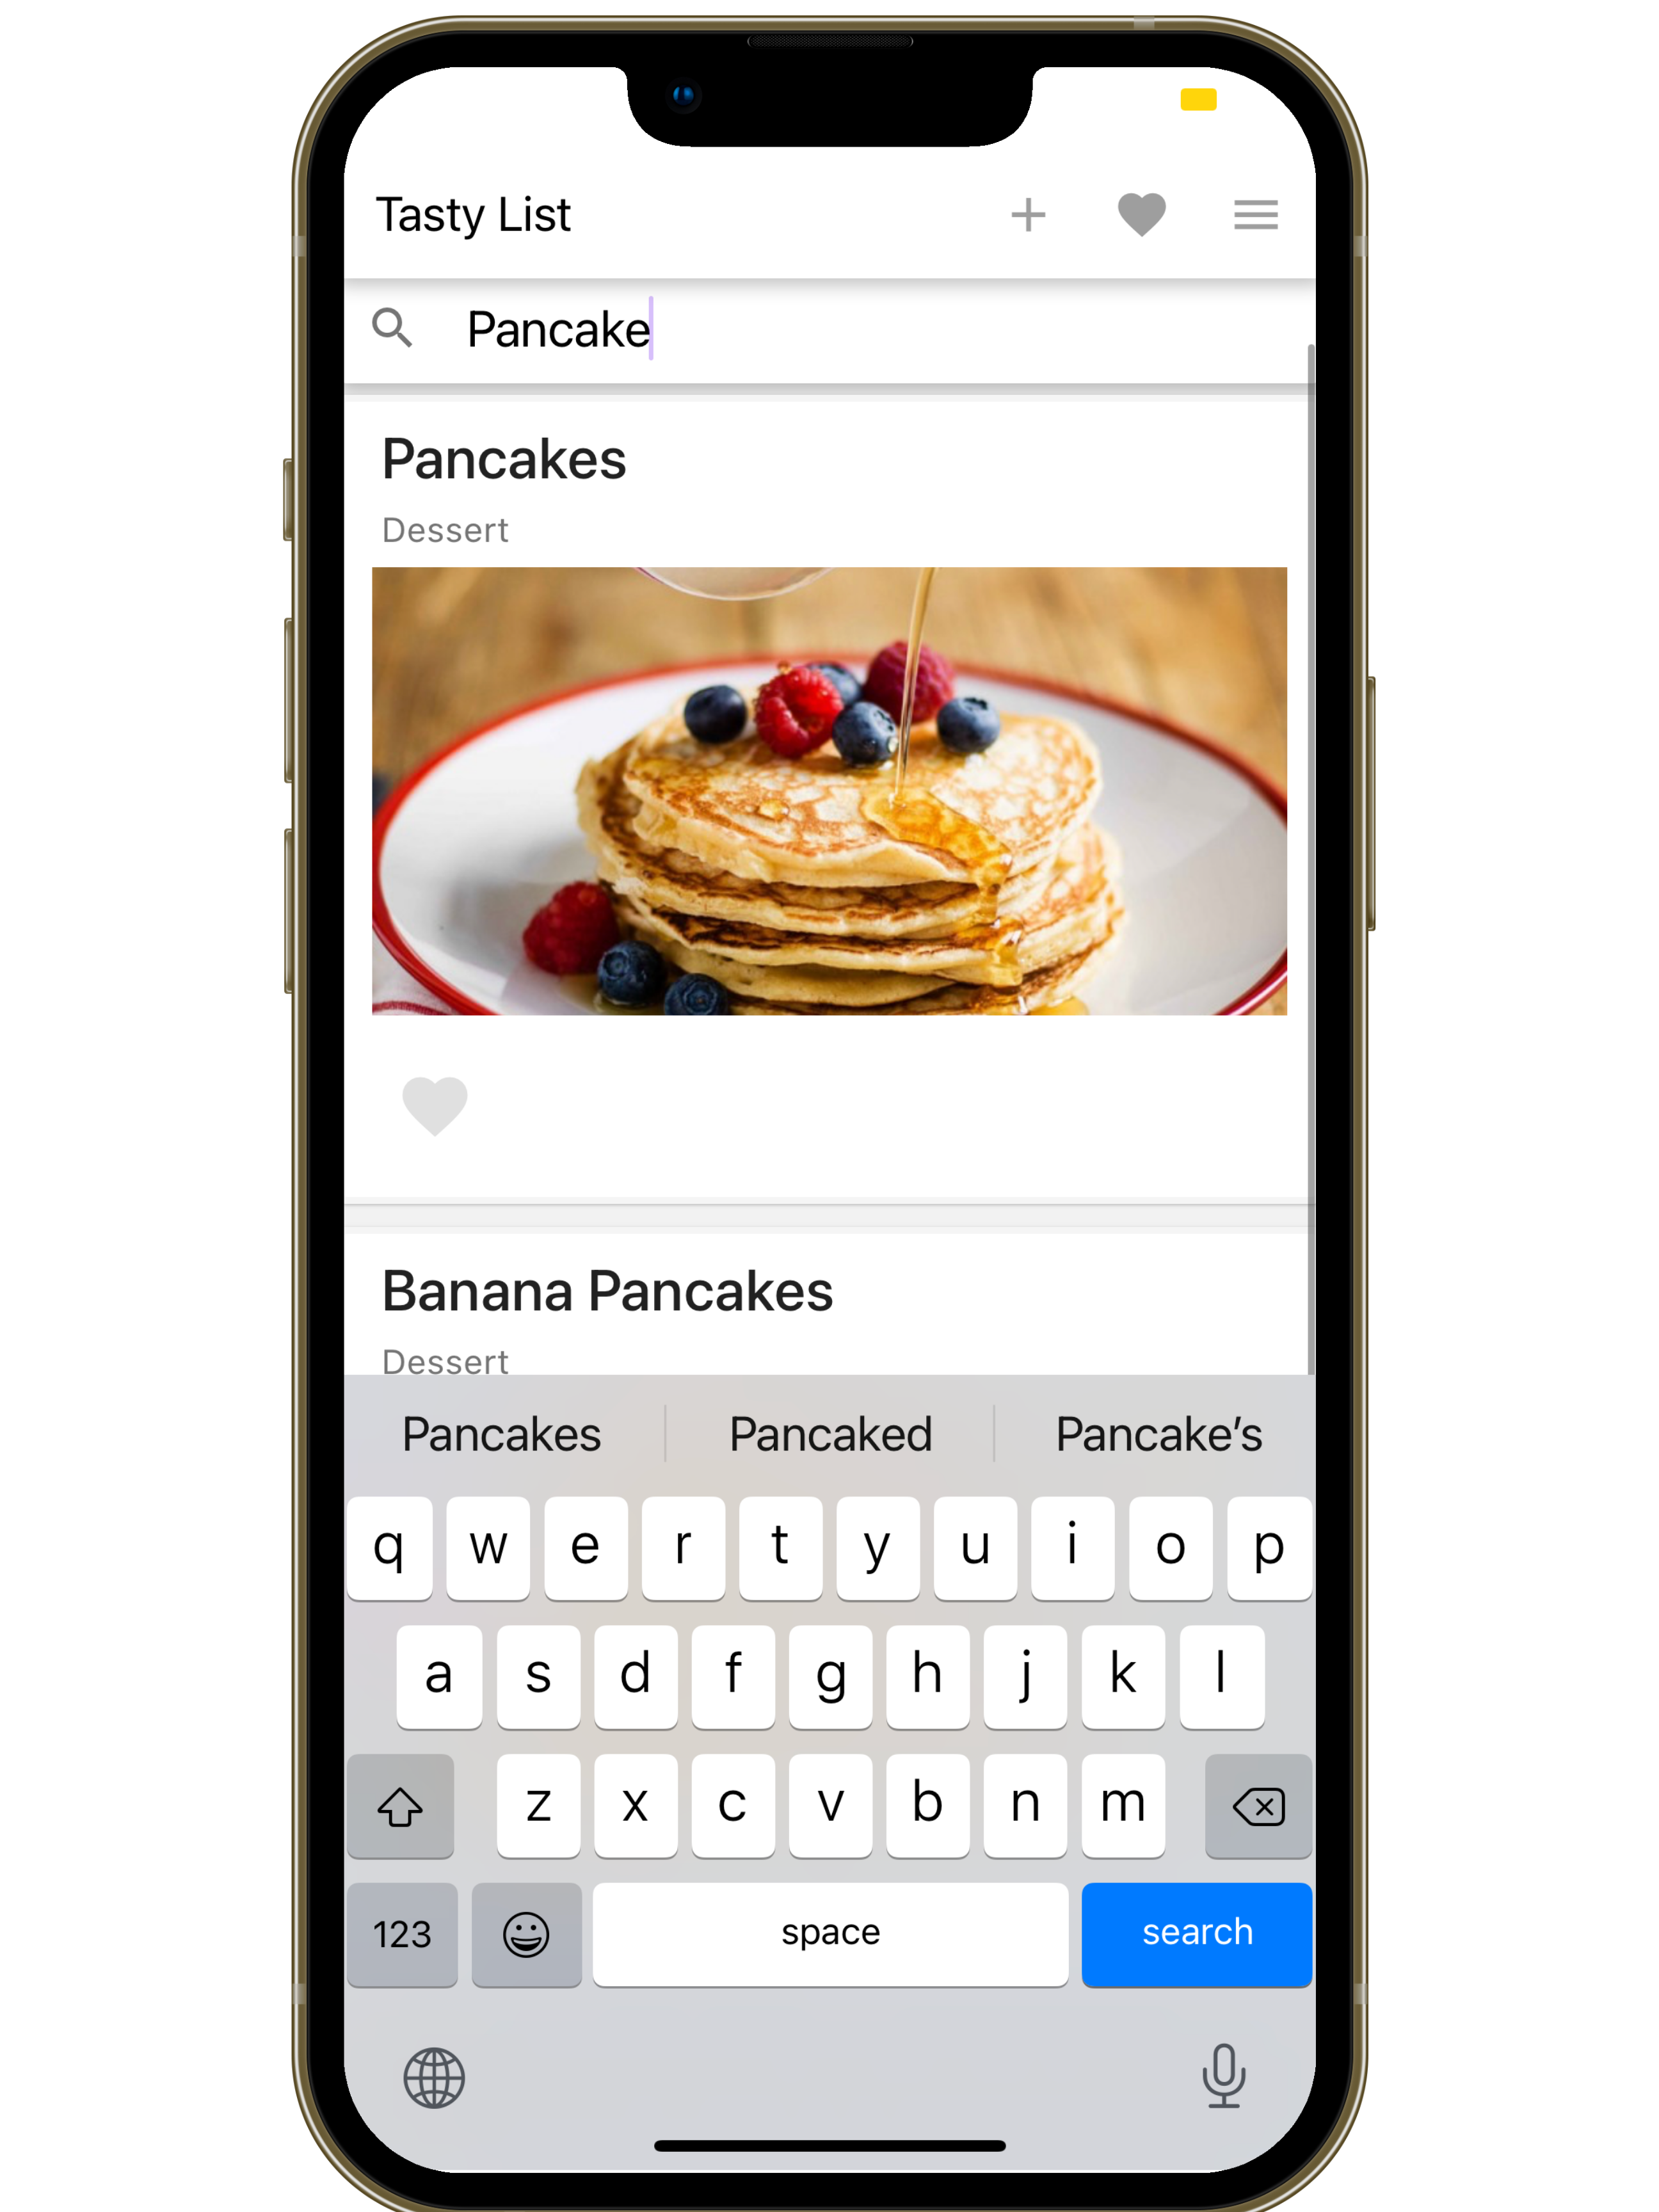 Tasty List
Pancake
Pancakes
Dessert
Banana Pancakes
Dessert
Pancakes Pancaked Pancake’s
q w e r t y u i o p
a s d f g h j k l
z x c v b n m
123 space search